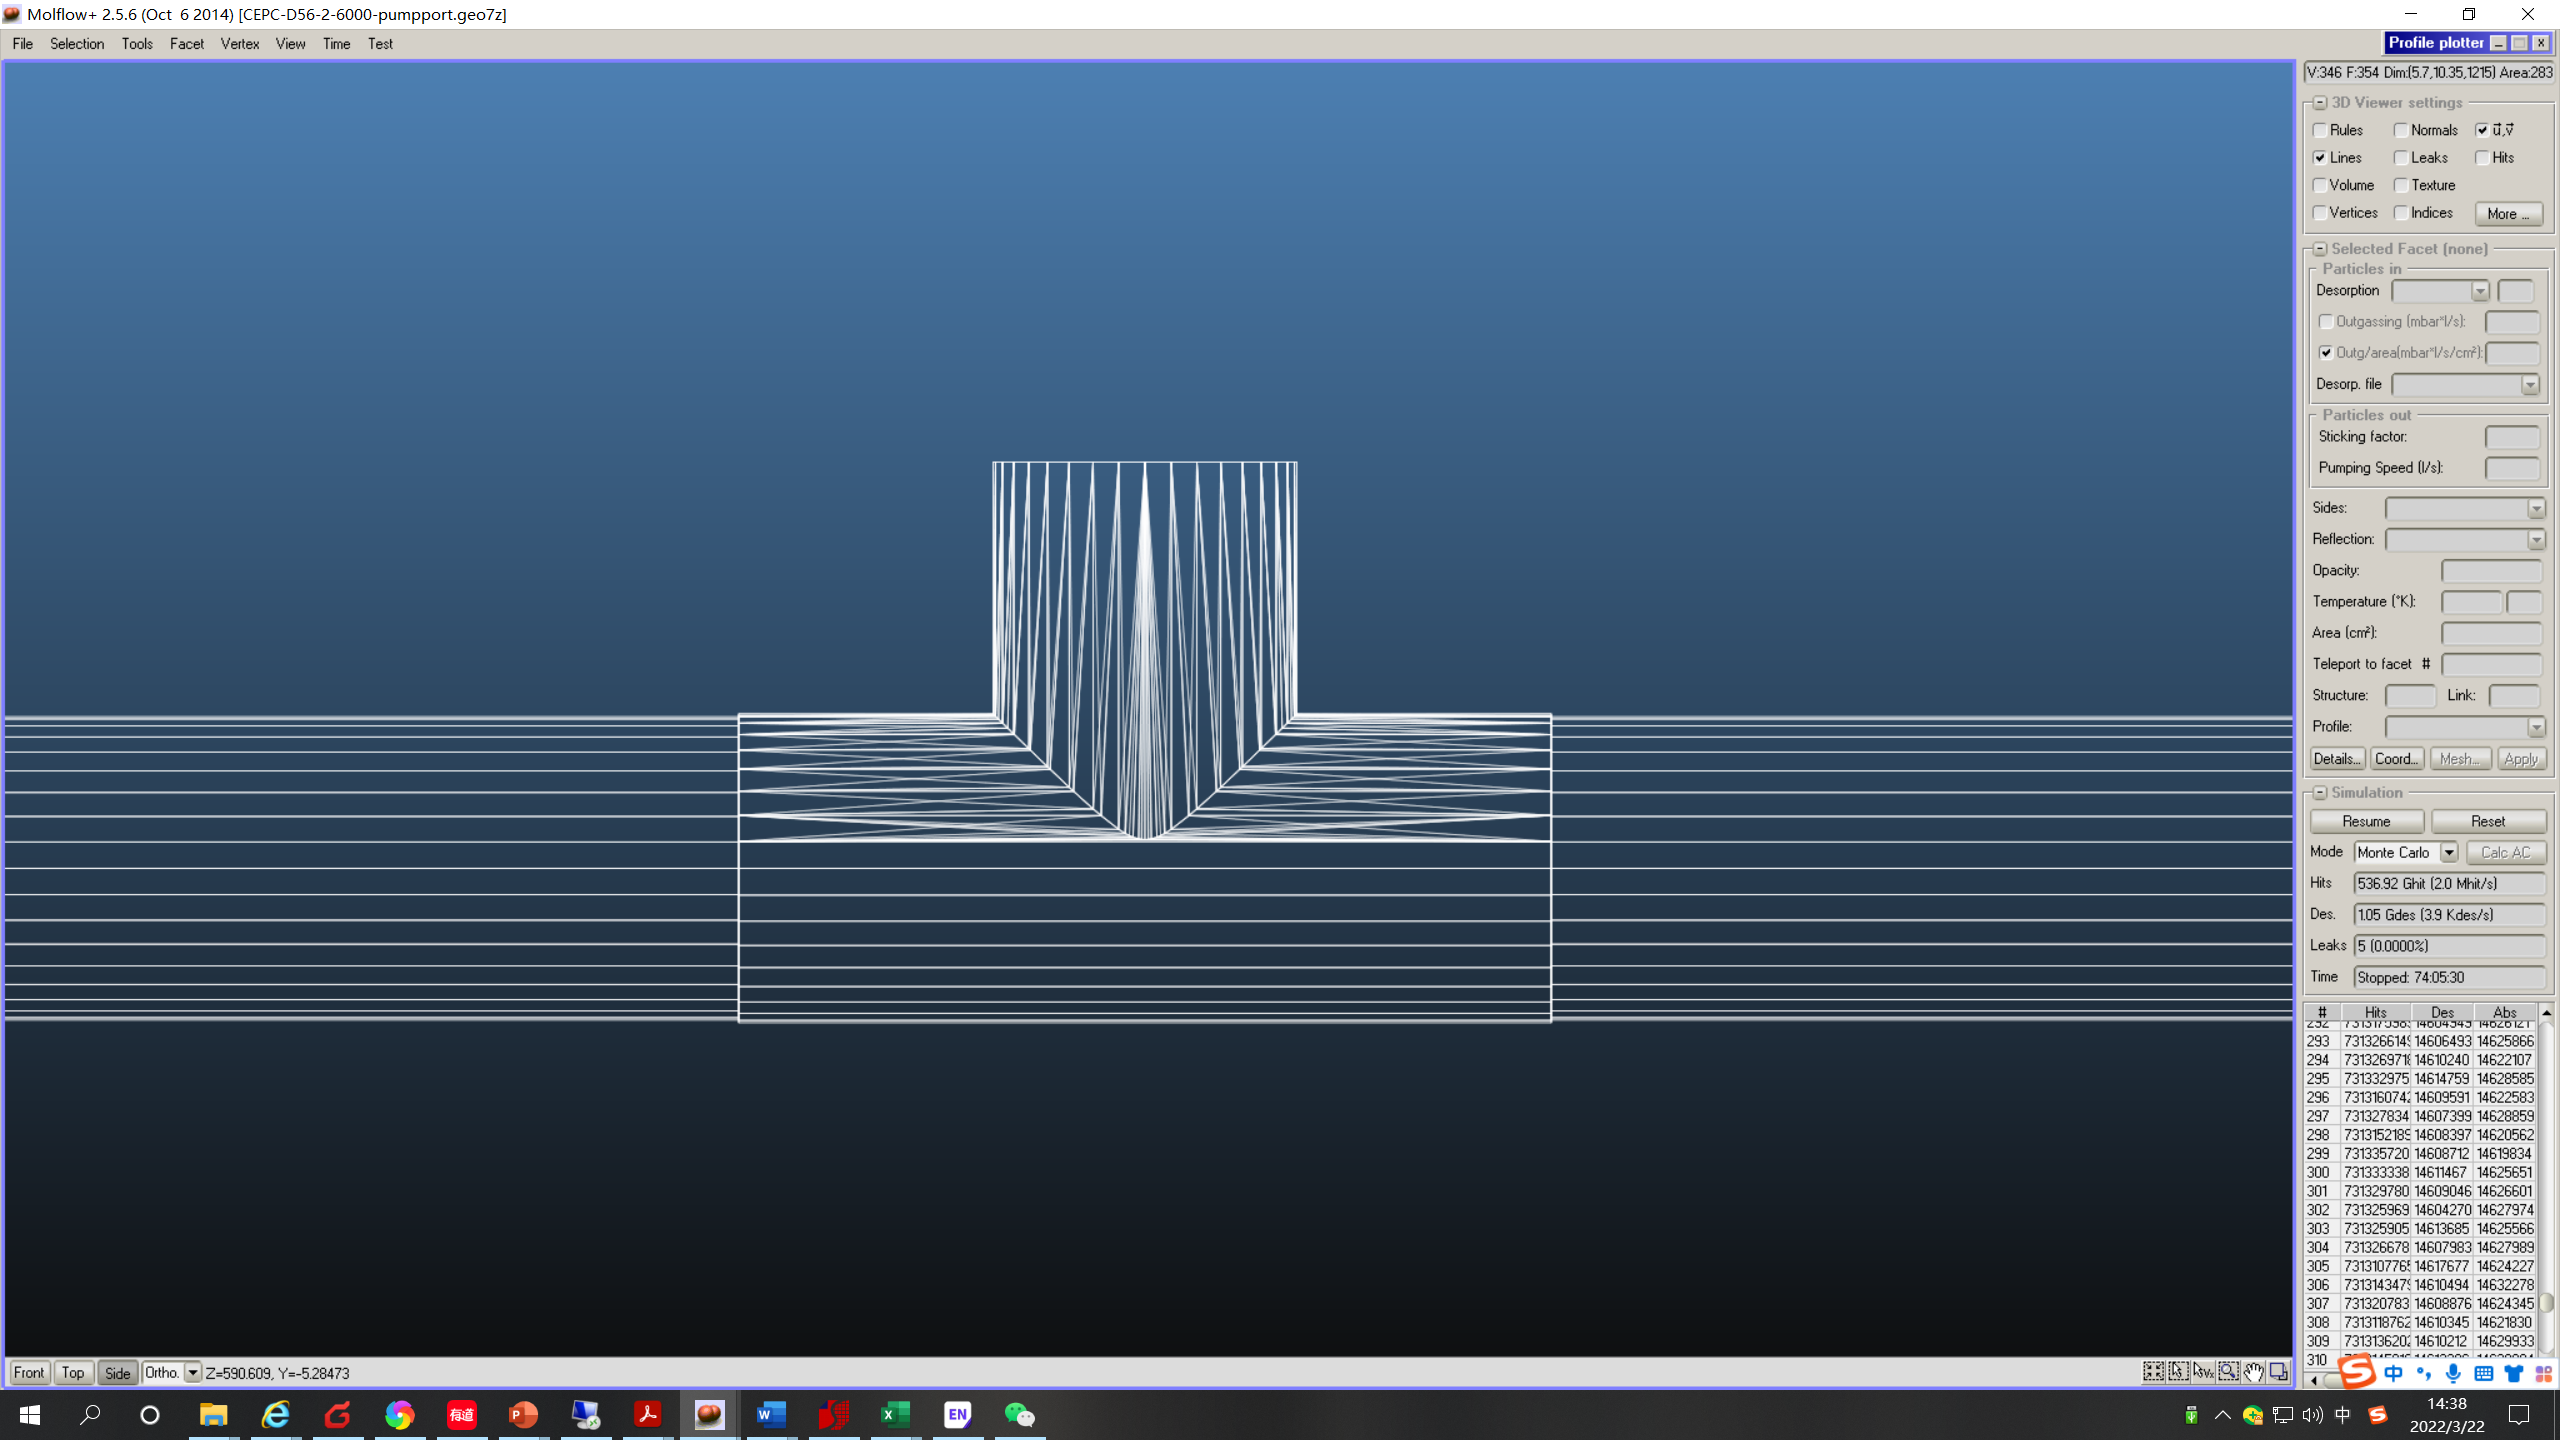 Molflow+ 2.5.6 (Oct  6 2014) [CEPC-D56-2-6000-pumpport.geo7z]
File Selection Tools Facet Vertex View Time Test
Profile plotter
V:346 F:354 Dim:(5.7,10.35,1215) Area:283
3D Viewer settings
Rules Normals u,v
Lines Leaks Hits
Volume Texture
Vertices Indices More ...
Selected Facet (none)
Particles in
Desorption
Outgassing (mbar*l/s):
Outg/area(mbar*l/s/cm²):
Desorp. file
Particles out
Sticking factor:
Pumping Speed (l/s):
Sides:
Reflection:
Opacity:
Temperature (°K):
Area (cm²):
Teleport to facet #
Structure: Link:
Profile:
Details... Coord... Mesh... Apply
Simulation
Resume Reset
Mode Monte Carlo Calc AC
Hits 536.92 Ghit (2.0 Mhit/s)
Des. 1.05 Gdes (3.9 Kdes/s)
Leaks 5 (0.0000%)
Time Stopped: 74:05:30
# Hits Des Abs
293 14606493 14625866
294 14610240 14622107
295 731332975 14614759 14628585
296 14609591 14622583
297 731327834 14607399 14628859
298 14608397 14620562
299 731335720 14608712 14619834
300 731333338 14611467 14625651
301 731329780 14609046 14626601
302 731325969 14604270 14627974
303 731325905 14613685 14625566
304 731326678 14607983 14627989
305 14617677 14624227
306 14610494 14632278
307 731320783 14608876 14624345
308 14610345 14621830
309 14610212 14629933
310
Front Top Side Ortho. Z=590.609, Y=-5.28473
中
有道 EN
中
14:38
2022/3/22